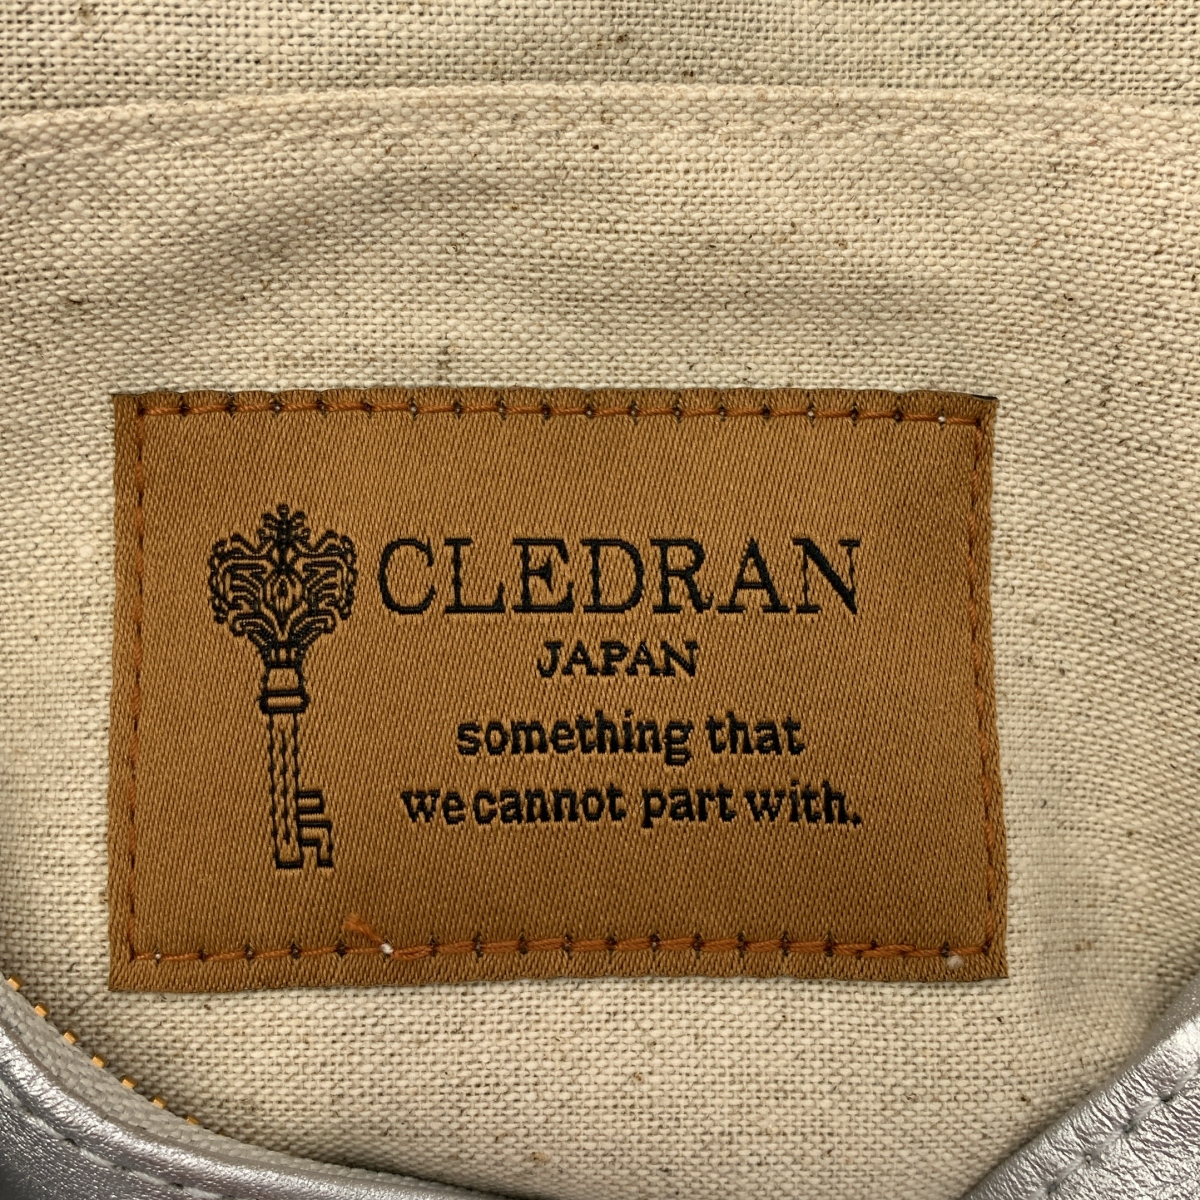 CLEDRAN
JAPAN
something that
we cannot part with.